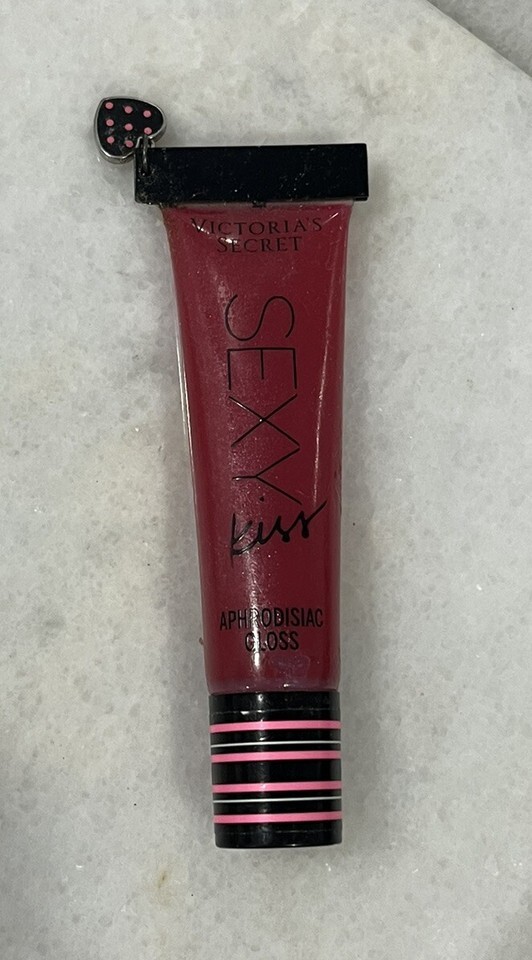 VICTORIA'S
SECRET
SEXY
kiss
APHRODISIAC
GLOSS